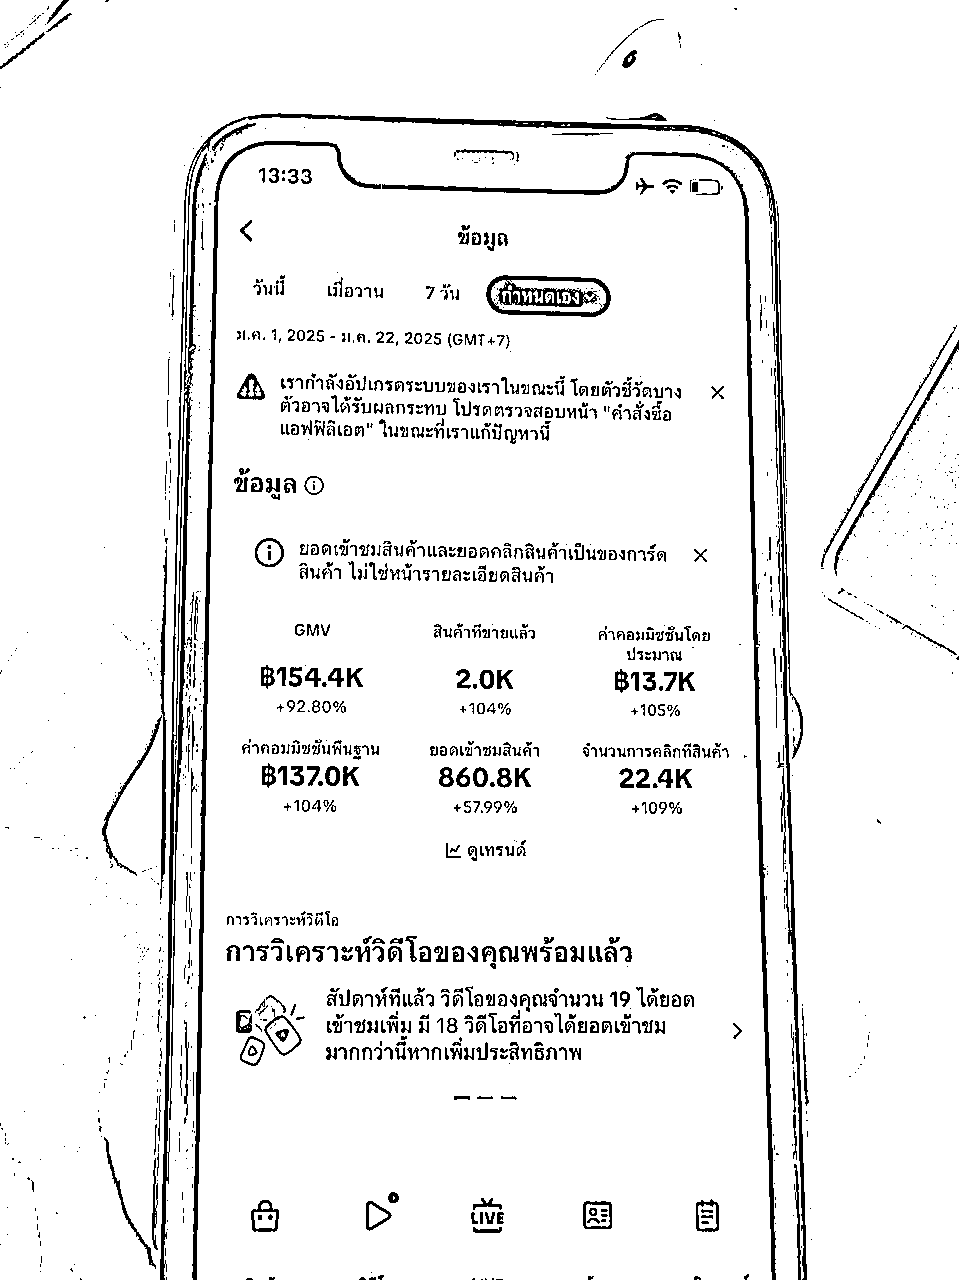 13:33
ข้อมูล
วันนี้ เมื่อวาน 7 วัน กำหนดเอง
ม.ค. 1, 2025 - ม.ค. 22, 2025 (GMT+7)
เรากำลังอัปเกรดระบบของเราในขณะนี้ โดยตัวชี้วัดบาง
ตัวอาจได้รับผลกระทบ โปรดตรวจสอบหน้า "คำสั่งซื้อ
แอฟฟิลิเอต" ในขณะที่เราแก้ปัญหานี้
ข้อมูล
ยอดเข้าชมสินค้าและยอดคลิกสินค้าเป็นของการ์ด
สินค้า ไม่ใช่หน้ารายละเอียดสินค้า
GMV สินค้าที่ขายแล้ว ค่าคอมมิชชันโดย
ประมาณ
฿154.4K 2.0K ฿13.7K
+92.80% +104% +105%
ค่าคอมมิชชันพื้นฐาน ยอดเข้าชมสินค้า จำนวนการคลิกที่สินค้า
฿137.0K 860.8K 22.4K
+104% +57.99% +109%
ดูเทรนด์
การวิเคราะห์วิดีโอ
การวิเคราะห์วิดีโอของคุณพร้อมแล้ว
สัปดาห์ที่แล้ว วิดีโอของคุณจำนวน 19 ได้ยอด
เข้าชมเพิ่ม มี 18 วิดีโอที่อาจได้ยอดเข้าชม
มากกว่านี้หากเพิ่มประสิทธิภาพ
LIVE